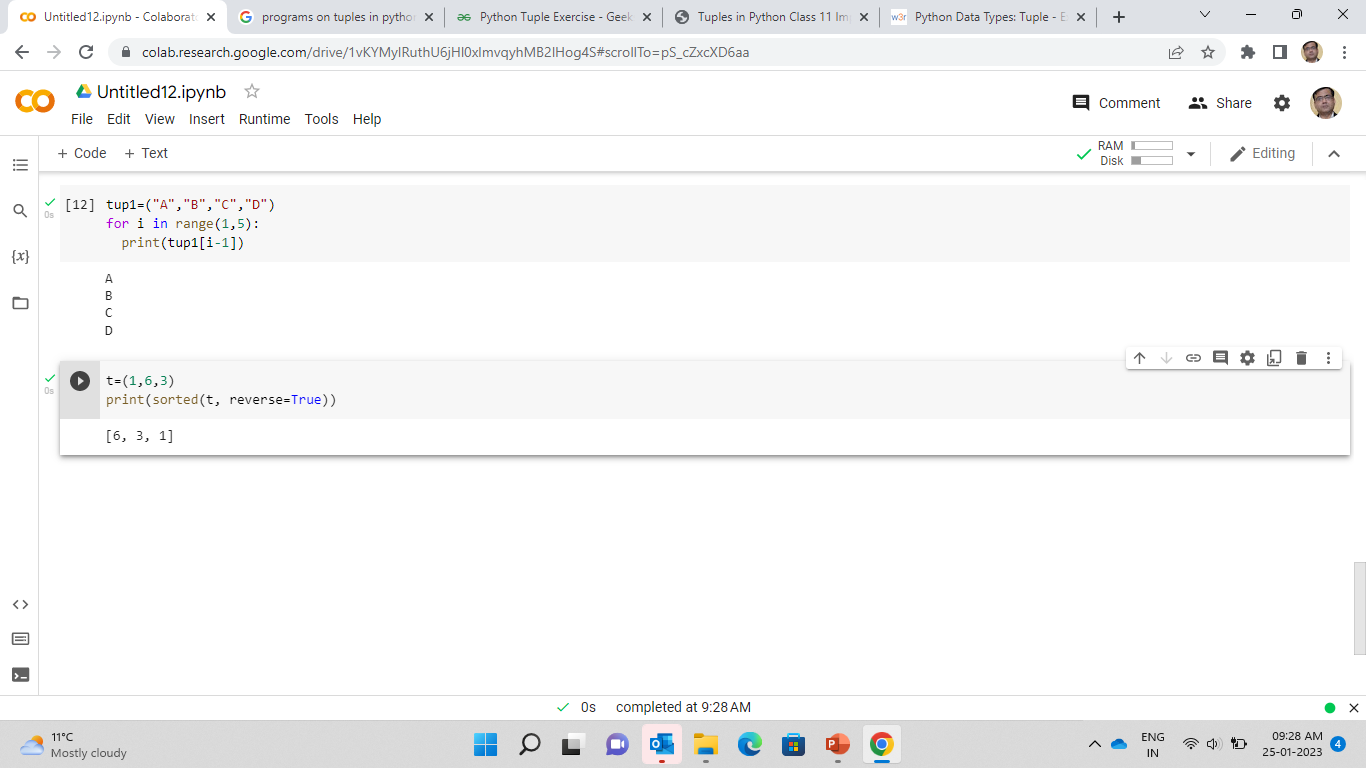 Untitled12.ipynb - Colaborato
programs on tuples in python
Python Tuple Exercise - Geek
Tuples in Python Class 11 Im
Python Data Types: Tuple - E
colab.research.google.com/drive/1vKYMyIRuthU6jHI0xImvqyhMB2IHog4S#scrollTo=pS_cZxcXD6aa
CO
Untitled12.ipynb
Comment
Share
File Edit View Insert Runtime Tools Help
+ Code + Text
RAM
Disk
Editing
[12] tup1=("A","B","C","D")
0s
for i in range(1,5):
print(tup1[i-1])
A
B
C
D
{x}
t=(1,6,3)
0s
print(sorted(t, reverse=True))
[6, 3, 1]
0s completed at 9:28 AM
11°C
Mostly cloudy
ENG
IN
09:28 AM
25-01-2023
4